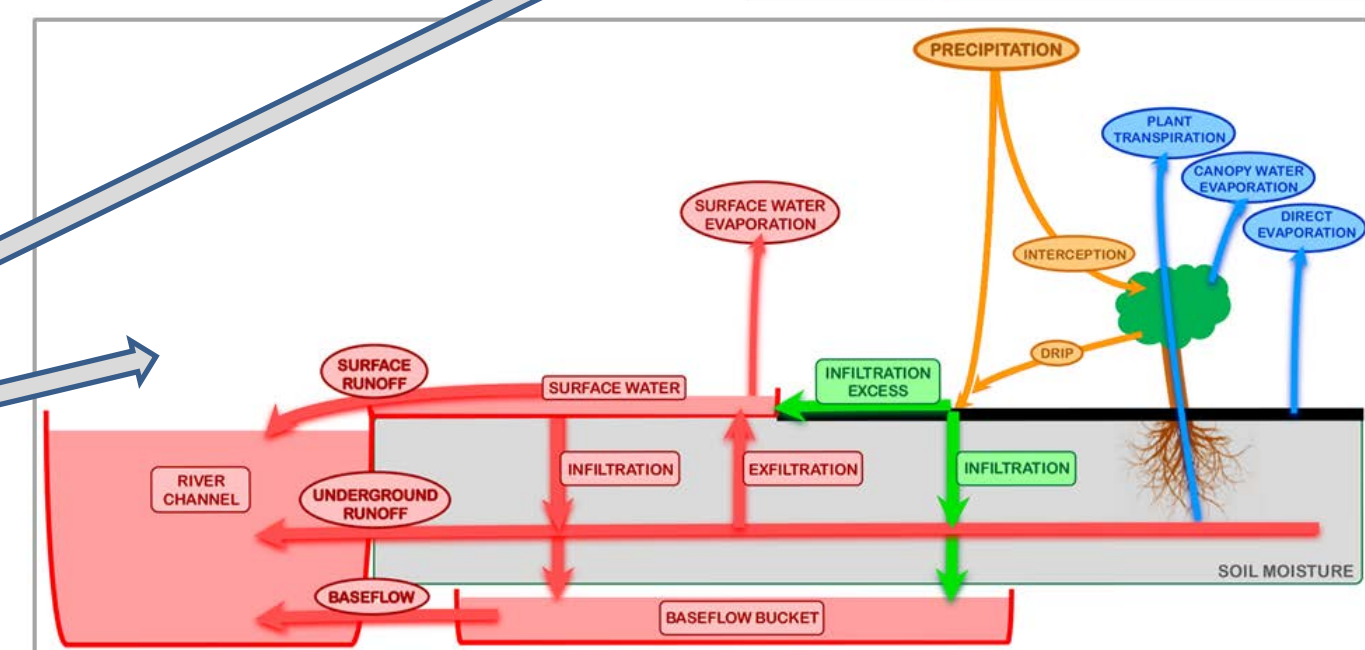 PRECIPITATION
PLANT
TRANSPIRATION
CANOPY WATER
EVAPORATION
DIRECT
EVAPORATION
SURFACE WATER
EVAPORATION
INTERCEPTION
DRIP
SURFACE
RUNOFF
SURFACE WATER
INFILTRATION
EXCESS
RIVER
CHANNEL
UNDERGROUND
RUNOFF
INFILTRATION
EXFILTRATION
INFILTRATION
SOIL MOISTURE
BASEFLOW
BASEFLOW BUCKET